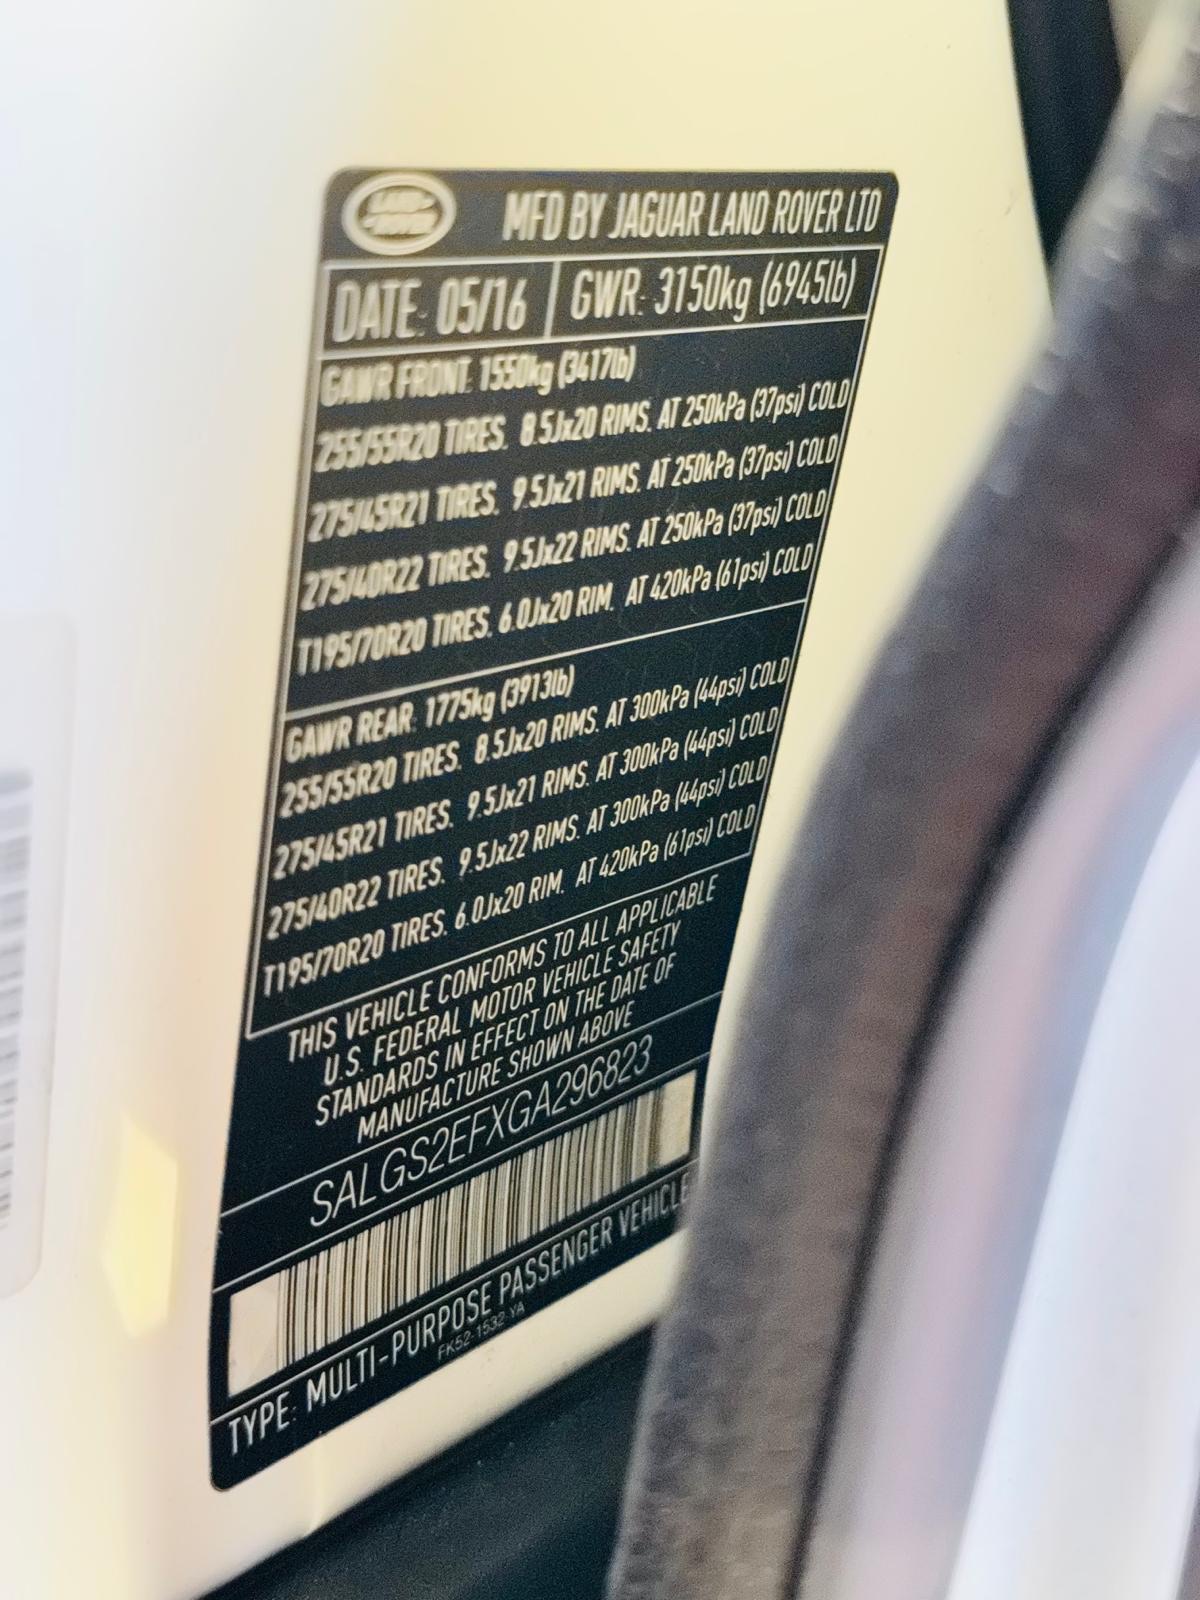 LAND ROVER
MFD BY JAGUAR LAND ROVER LTD
DATE: 05/16 GWR: 3150kg (6945lb)
GAWR FRONT: 1550kg (3417lb)
255/55R20 TIRES. 8.5Jx20 RIMS. AT 250kPa (37psi) COLD
275/45R21 TIRES. 9.5Jx21 RIMS. AT 250kPa (37psi) COLD
275/40R22 TIRES. 9.5Jx22 RIMS. AT 250kPa (37psi) COLD
T195/70R20 TIRES. 6.0Jx20 RIM. AT 420kPa (61psi) COLD
GAWR REAR: 1775kg (3913lb)
255/55R20 TIRES. 8.5Jx20 RIMS. AT 300kPa (44psi) COLD
275/45R21 TIRES. 9.5Jx21 RIMS. AT 300kPa (44psi) COLD
275/40R22 TIRES. 9.5Jx22 RIMS. AT 300kPa (44psi) COLD
T195/70R20 TIRES. 6.0Jx20 RIM. AT 420kPa (61psi) COLD
THIS VEHICLE CONFORMS TO ALL APPLICABLE
U.S. FEDERAL MOTOR VEHICLE SAFETY
STANDARDS IN EFFECT ON THE DATE OF
MANUFACTURE SHOWN ABOVE
SALGS2EFXGA296823
TYPE: MULTI-PURPOSE PASSENGER VEHICLE
FK52-1532-YA